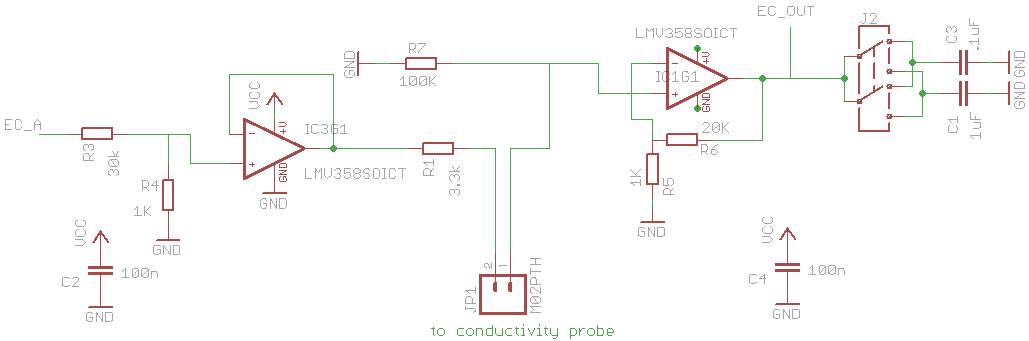 EC_OUT
J2
LMV358SOICT
C3
.1uF
GND
R7
100K
GND
+V
IC1G1
GND
GND
C1
1uF
VCC
EC_A
R3
30k
+V
IC3G1
GND
LMV358SOICT
GND
R1
3.3k
20K
R6
R4
1K
GND
1K
R5
GND
VCC
C2
100n
GND
2
1
JP1
M02PTH
VCC
C4
100n
GND
to conductivity probe